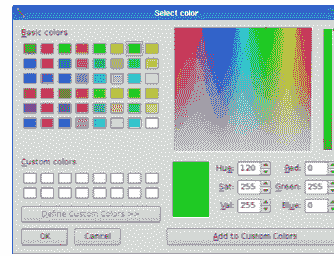 Select color
Basic colors
Custom colors
Define Custom Colors >>
OK
Cancel
Hue: 120
Red: 0
Sat: 255
Green: 255
Val: 255
Blue: 0
Add to Custom Colors